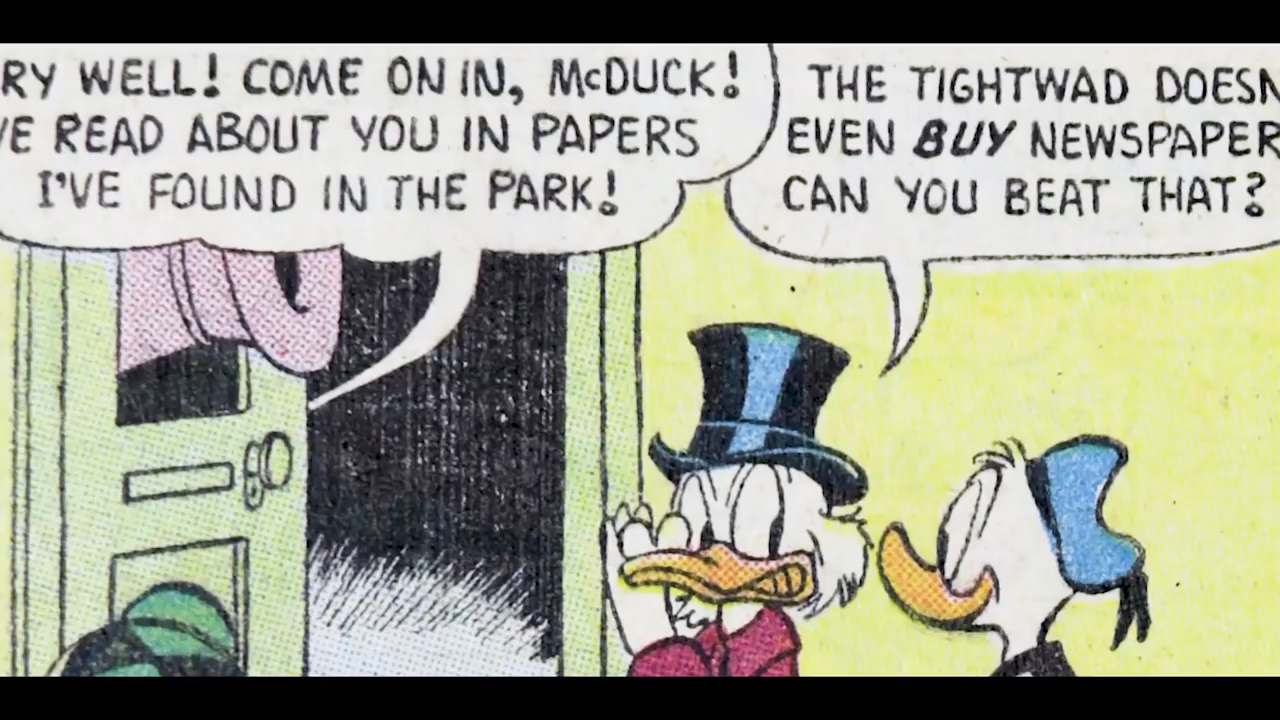 RY WELL! COME ON IN, McDUCK!
VE READ ABOUT YOU IN PAPERS
I'VE FOUND IN THE PARK!
THE TIGHTWAD DOESN
EVEN BUY NEWSPAPER
CAN YOU BEAT THAT?